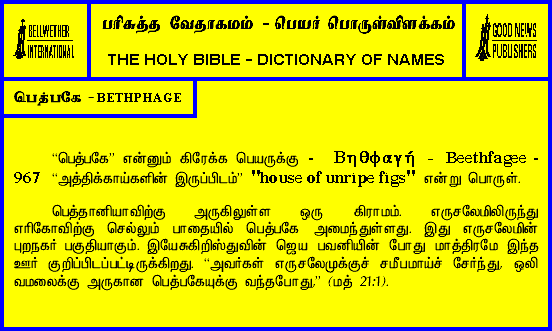 BELLWETHER
INTERNATIONAL
பரிசுத்த வேதாகமம் - பெயர் பொருள்விளக்கம்
THE HOLY BIBLE - DICTIONARY OF NAMES
GOOD NEWS
PUBLISHERS
பெத்பகே - BETHPHAGE
“பெத்பகே” என்னும் கிரேக்க பெயருக்கு - Βηθφαγή - Beethfagee -
967 “அத்திக்காய்களின் இருப்பிடம்” "house of unripe figs" என்று பொருள்.
பெத்தானியாவிற்கு அருகிலுள்ள ஒரு கிராமம். எருசலேமிலிருந்து
எரிகோவிற்கு செல்லும் பாதையில் பெத்பகே அமைந்துள்ளது. இது எருசலேமின்
புறநகர் பகுதியாகும். இயேசுகிறிஸ்துவின் ஜெய பவனியின் போது மாத்திரமே இந்த
ஊர் குறிப்பிடப்பட்டிருக்கிறது. “அவர்கள் எருசலேமுக்குச் சமீபமாய்ச் சேர்ந்து, ஒலி
வமலைக்கு அருகான பெத்பகேயுக்கு வந்தபோது,” (மத் 21:1).